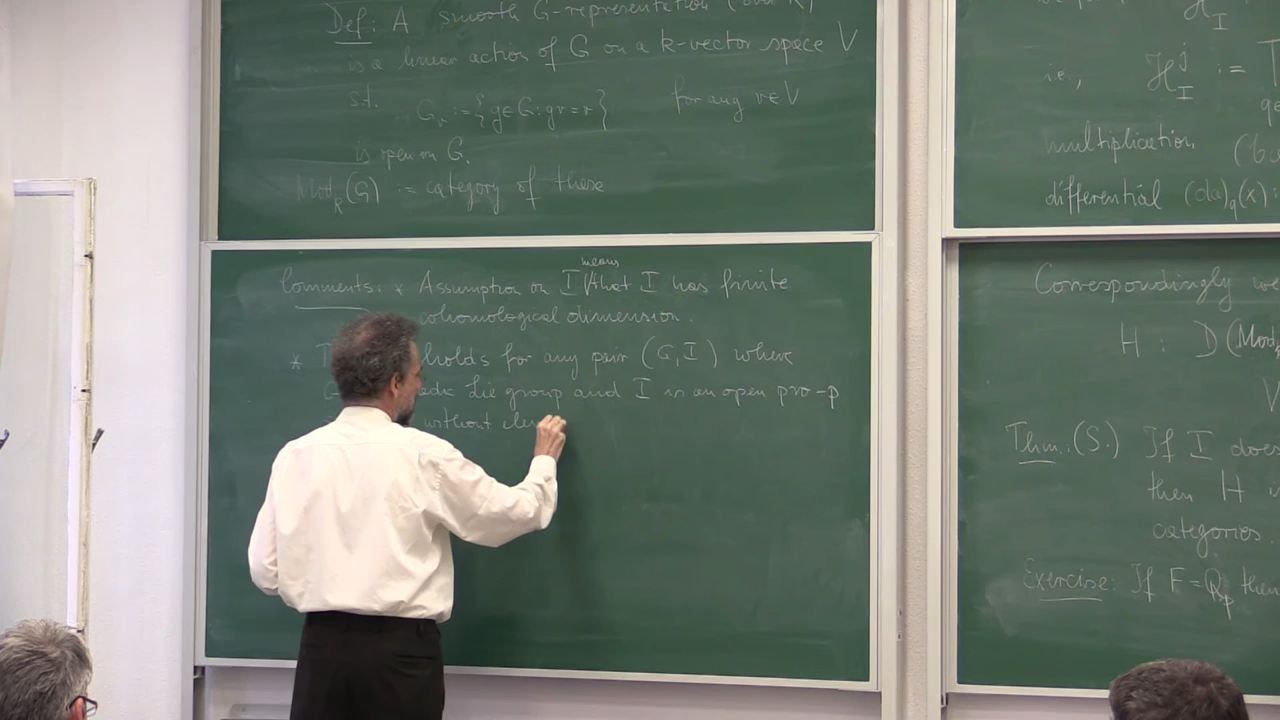 Def: A smooth G-representation (over k)
is a linear action of G on a k-vector space V
s.t. G_v := {g∈G : gv = v} for any v∈V
is open in G.
Mod_k(G) := category of these
Comments: * Assumption on I means that I has finite
cohomological dimension.
* holds for any pair (G, I) where
Lie group and I is an open pro-p
without
H_I
i.e., H_I^j :=
multiplication
differential (da)_q(x)
Correspondingly we
H : D(Mod
V
Thm.: (S.) If I does
then H
categories.
Exercise: If F = Q_p then